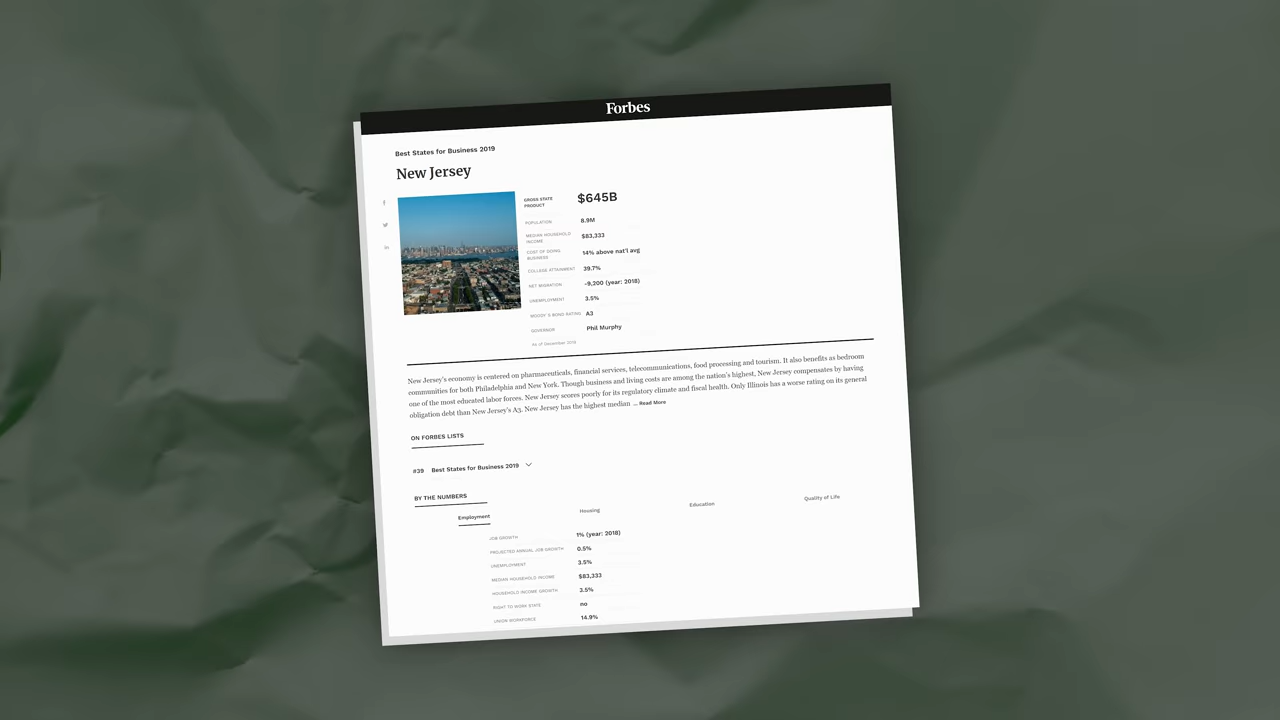 Forbes
Best States for Business 2019
New Jersey
GROSS STATE PRODUCT $645B
POPULATION 8.9M
MEDIAN HOUSEHOLD INCOME $83,333
COST OF DOING BUSINESS 14% above nat'l avg
COLLEGE ATTAINMENT 39.7%
NET MIGRATION -9,200 (year: 2018)
UNEMPLOYMENT 3.5%
MOODY'S BOND RATING A3
GOVERNOR Phil Murphy
As of December 2019
New Jersey's economy is centered on pharmaceuticals, financial services, telecommunications, food processing and tourism. It also benefits as bedroom
communities for both Philadelphia and New York. Though business and living costs are among the nation's highest, New Jersey compensates by having
one of the most educated labor forces. New Jersey scores poorly for its regulatory climate and fiscal health. Only Illinois has a worse rating on its general
obligation debt than New Jersey's A3. New Jersey has the highest median ... Read More
ON FORBES LISTS
#39 Best States for Business 2019
BY THE NUMBERS
Employment Housing Education Quality of Life
JOB GROWTH 1% (year: 2018)
PROJECTED ANNUAL JOB GROWTH 0.5%
UNEMPLOYMENT 3.5%
MEDIAN HOUSEHOLD INCOME $83,333
HOUSEHOLD INCOME GROWTH 3.5%
RIGHT TO WORK STATE no
UNION WORKFORCE 14.9%